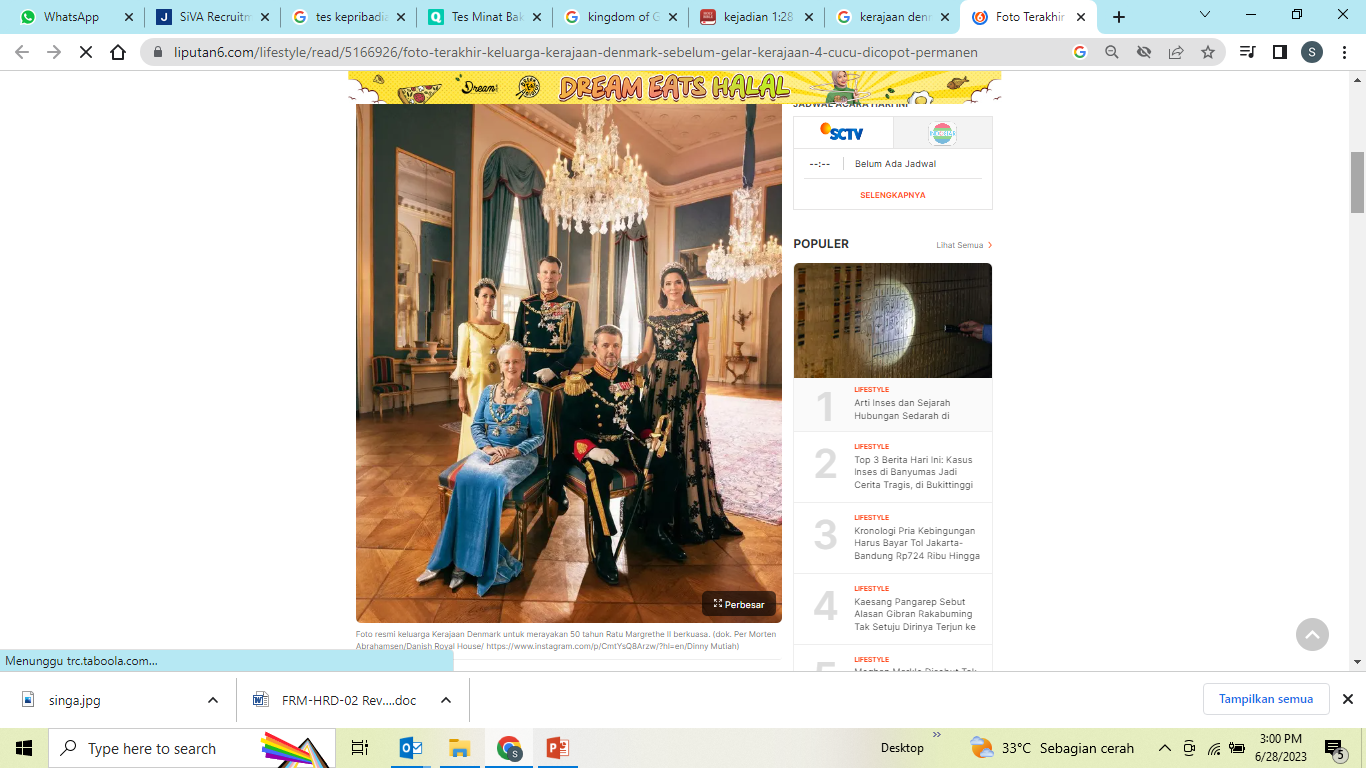 WhatsApp
SiVA Recruitm
tes kepribadia
Tes Minat Bak
kingdom of G
kejadian 1:28
kerajaan denm
Foto Terakhir
liputan6.com/lifestyle/read/5166926/foto-terakhir-keluarga-kerajaan-denmark-sebelum-gelar-kerajaan-4-cucu-dicopot-permanen
S
Dream
DREAM EATS HALAL
JADWAL ACARA HARI INI
SCTV
--:-- Belum Ada Jadwal
SELENGKAPNYA
POPULER
Lihat Semua
1
LIFESTYLE
Arti Inses dan Sejarah
Hubungan Sedarah di
2
LIFESTYLE
Top 3 Berita Hari Ini: Kasus
Inses di Banyumas Jadi
Cerita Tragis, di Bukittinggi
3
LIFESTYLE
Kronologi Pria Kebingungan
Harus Bayar Tol Jakarta-
Bandung Rp724 Ribu Hingga
4
LIFESTYLE
Kaesang Pangarep Sebut
Alasan Gibran Rakabuming
Tak Setuju Dirinya Terjun ke
LIFESTYLE
Perbesar
Foto resmi keluarga Kerajaan Denmark untuk merayakan 50 tahun Ratu Margrethe II berkuasa. (dok. Per Morten
Abrahamsen/Danish Royal House/ https://www.instagram.com/p/CmtYsQ8Arzw/?hl=en/Dinny Mutiah)
Menunggu trc.taboola.com...
singa.jpg
FRM-HRD-02 Rev....doc
Tampilkan semua
Type here to search
Desktop
33°C Sebagian cerah
3:00 PM
6/28/2023
5